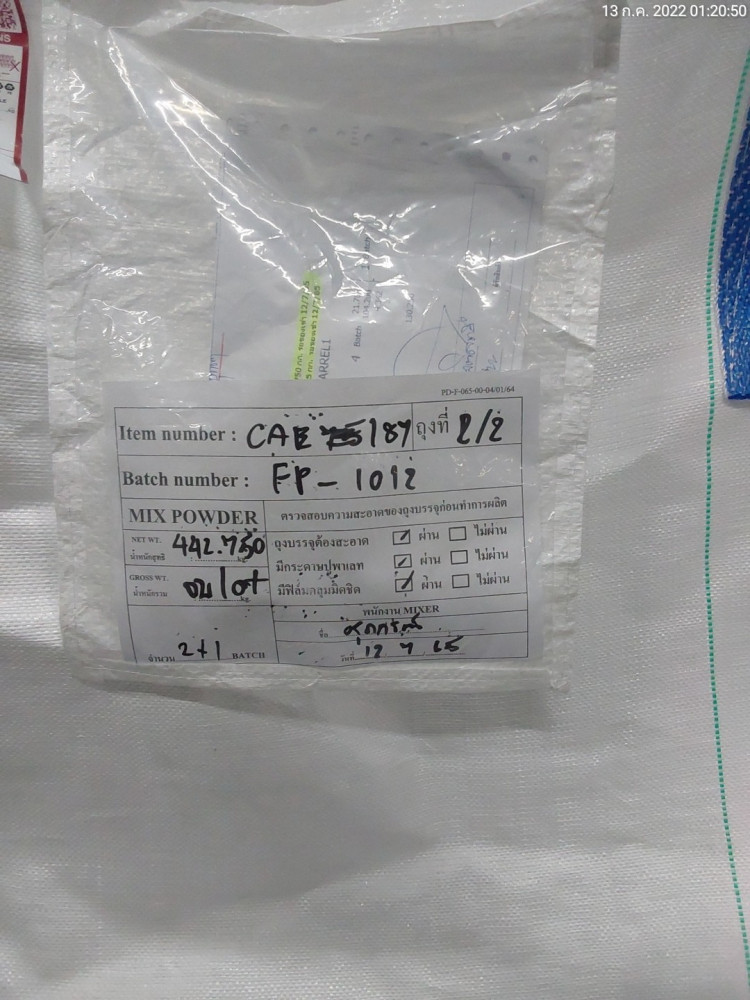 13 ก.ค. 2022 01:20:50
ARREL1
4 Batch
PD-F-065-00-04/01/64
Item number : CAE 187 ถุงที่ 2/2
Batch number : FP - 1012
MIX POWDER ตรวจสอบความสะอาดของถุงบรรจุก่อนทำการผลิต
NET WT. น้ำหนักสุทธิ 442.750 ถุงบรรจุต้องสะอาด ผ่าน ไม่ผ่าน
มีกระดาษปูพาเลท ผ่าน ไม่ผ่าน
GROSS WT. น้ำหนักรวม จบ lot มีฟิล์มคลุมมิดชิด ผ่าน ไม่ผ่าน
พนักงาน MIXER
ชื่อ
จำนวน 2+1 BATCH วันที่ 12 7 65